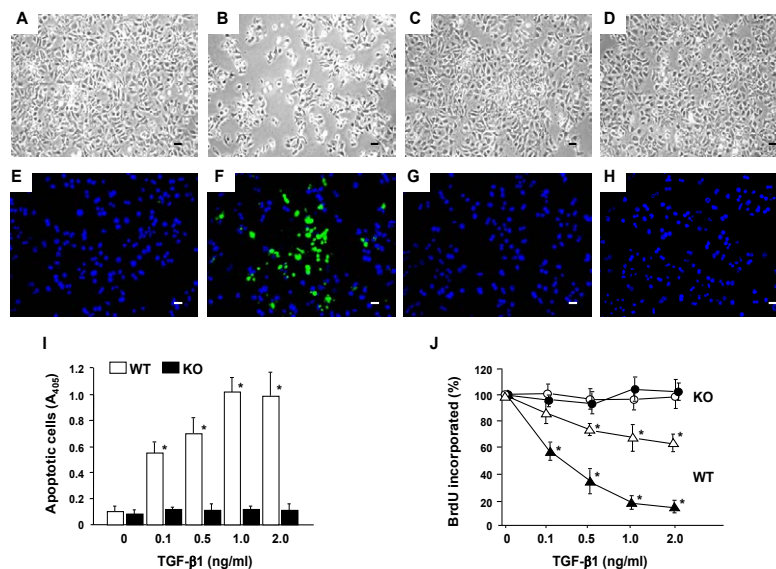 A B C D
E F G H
I
WT KO
Apoptotic cells (A405)
1.2
1.0
0.8
0.6
0.4
0.2
0
0 0.1 0.5 1.0 2.0
TGF-β1 (ng/ml)
* * * *
J
BrdU incorporated (%)
120
100
80
60
40
20
0
KO
WT
* * *
* * * *
0 0.1 0.5 1.0 2.0
TGF-β1 (ng/ml)